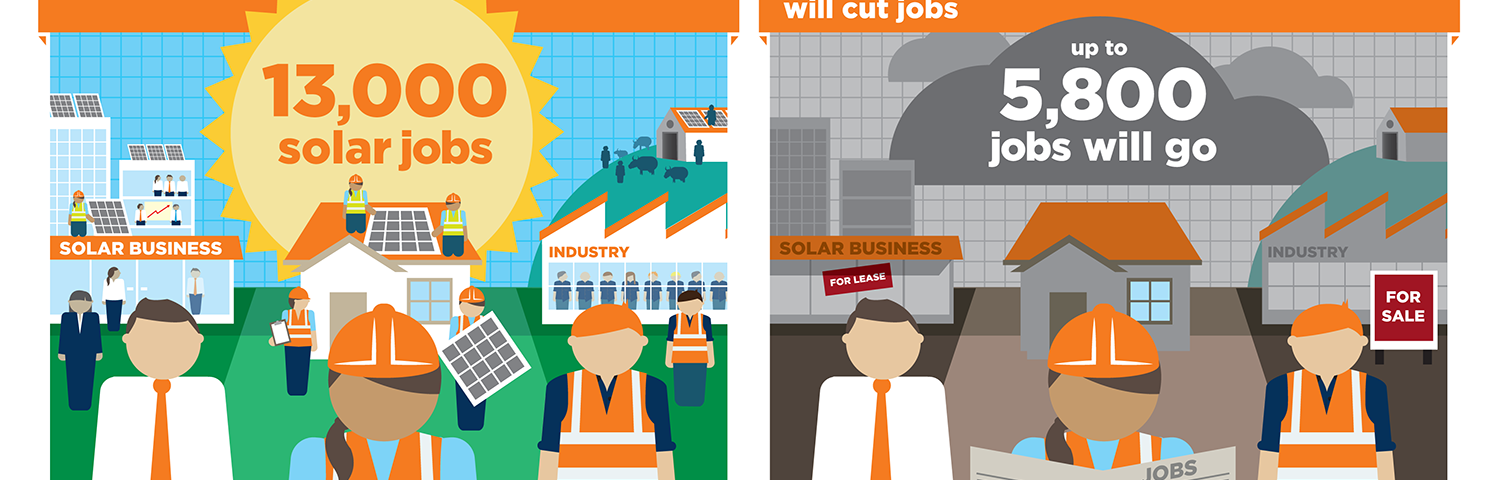 13,000
solar jobs
SOLAR BUSINESS
INDUSTRY
will cut jobs
up to
5,800
jobs will go
SOLAR BUSINESS
FOR LEASE
INDUSTRY
FOR
SALE
JOBS